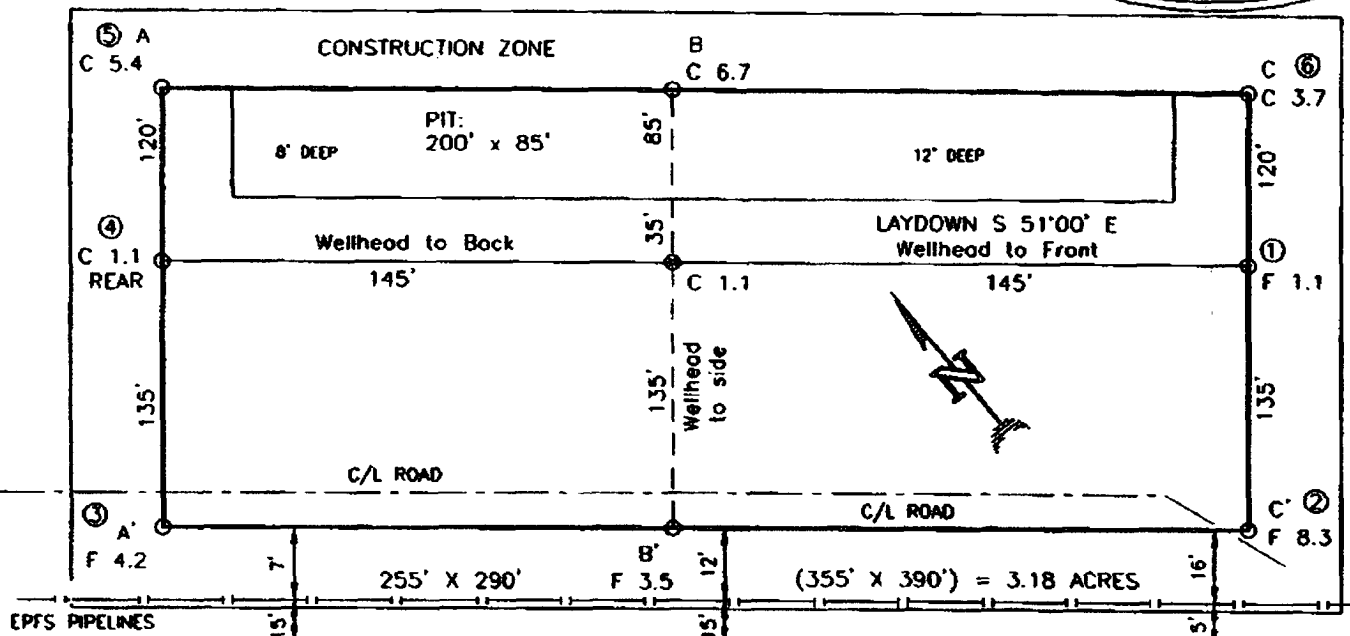 ⑤ A
C 5.4
CONSTRUCTION ZONE
B
C 6.7
C ⑥
C 3.7
120'
PIT:
200' x 85'
8' DEEP
85'
12' DEEP
120'
④
C 1.1
REAR
Wellhead to Back
145'
35'
C 1.1
LAYDOWN S 51°00' E
Wellhead to Front
145'
①
F 1.1
135'
135'
Wellhead
to side
N
135'
C/L ROAD
C/L ROAD
③ A'
F 4.2
B'
F 3.5
C' ②
F 8.3
7'
255' X 290'
12'
(355' X 390') = 3.18 ACRES
16'
EPFS PIPELINES
15'